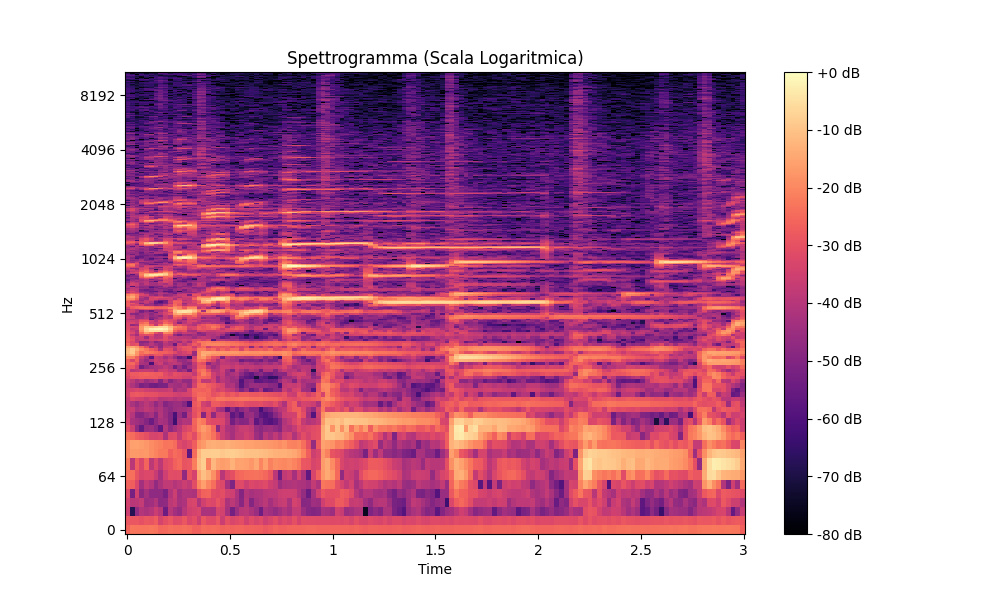 Spettrogramma (Scala Logaritmica)
8192
4096
2048
1024
512
256
128
64
0
Hz
0
0.5
1
1.5
2
2.5
3
Time
+0 dB
-10 dB
-20 dB
-30 dB
-40 dB
-50 dB
-60 dB
-70 dB
-80 dB